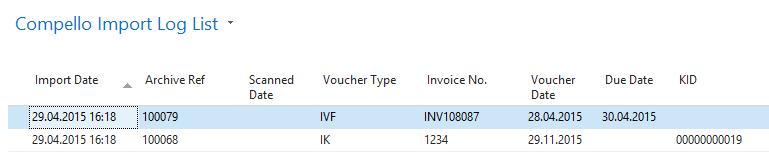 Compello Import Log List
Import Date Archive Ref Scanned Date Voucher Type Invoice No. Voucher Date Due Date KID
29.04.2015 16:18 100079 IVF INV108087 28.04.2015 30.04.2015
29.04.2015 16:18 100068 IK 1234 29.11.2015 00000000019